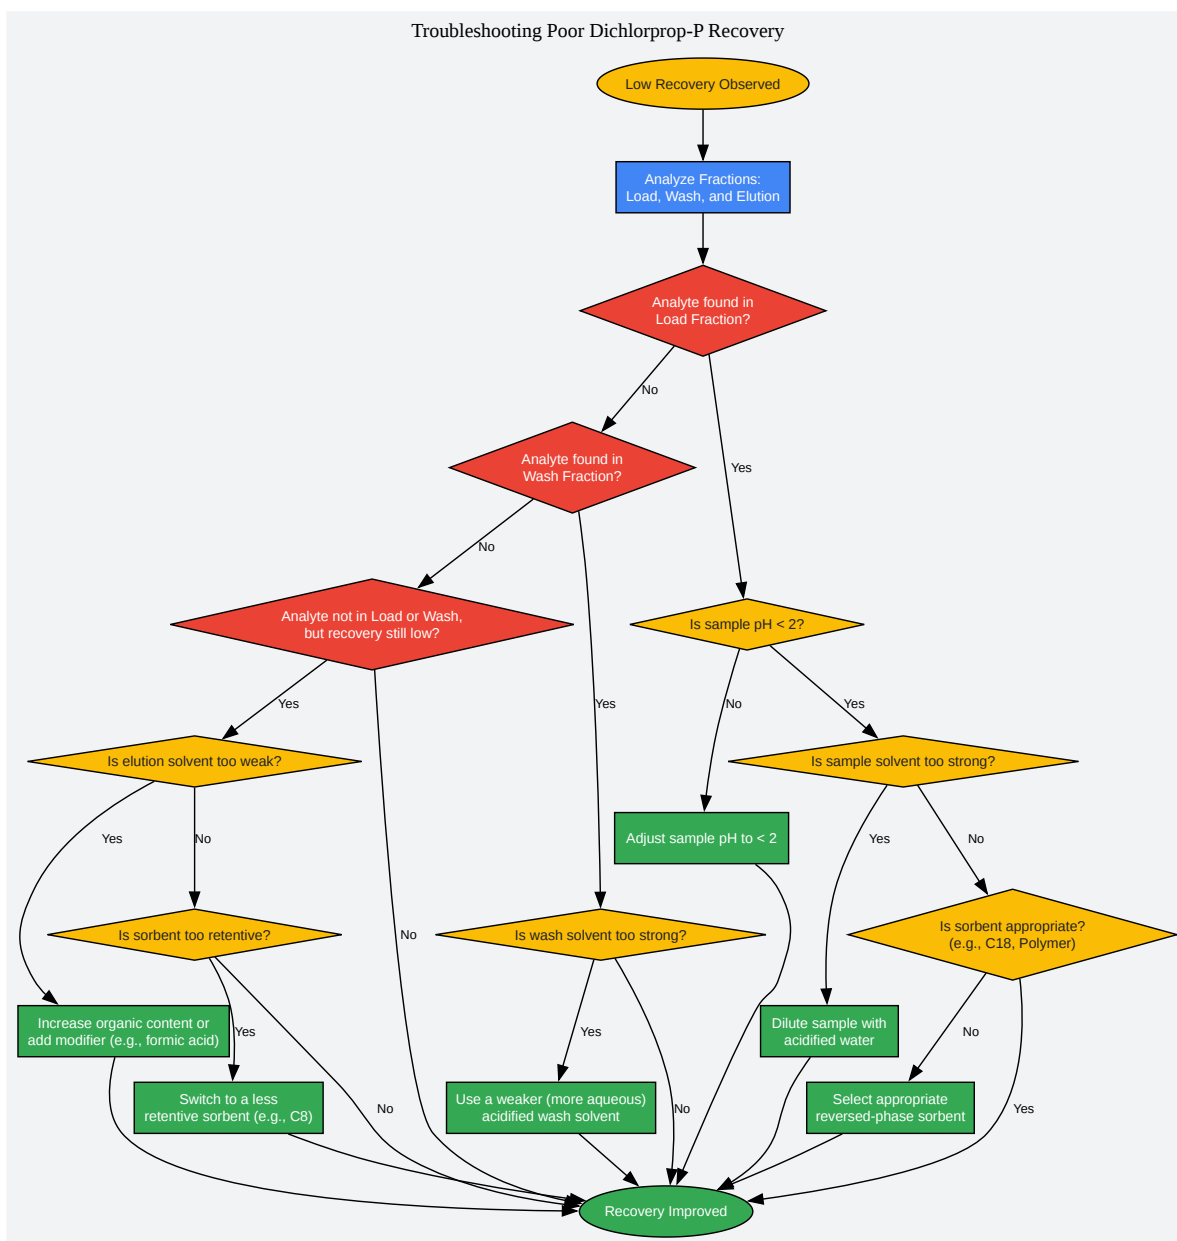 Troubleshooting Poor Dichlorprop-P Recovery
Low Recovery Observed
Analyze Fractions:
Load, Wash, and Elution
Analyte found in
Load Fraction?
No
Yes
Analyte found in
Wash Fraction?
No
Yes
Analyte not in Load or Wash,
but recovery still low?
Is sample pH < 2?
Yes
No
No
Yes
Is elution solvent too weak?
Is sample solvent too strong?
Yes
No
Adjust sample pH to < 2
Yes
No
Is sorbent too retentive?
No
Is wash solvent too strong?
Is sorbent appropriate?
(e.g., C18, Polymer)
Increase organic content or
add modifier (e.g., formic acid)
Yes
Yes
Dilute sample with
acidified water
No
Switch to a less
retentive sorbent (e.g., C8)
No
Use a weaker (more aqueous)
acidified wash solvent
No
Select appropriate
reversed-phase sorbent
Yes
Recovery Improved